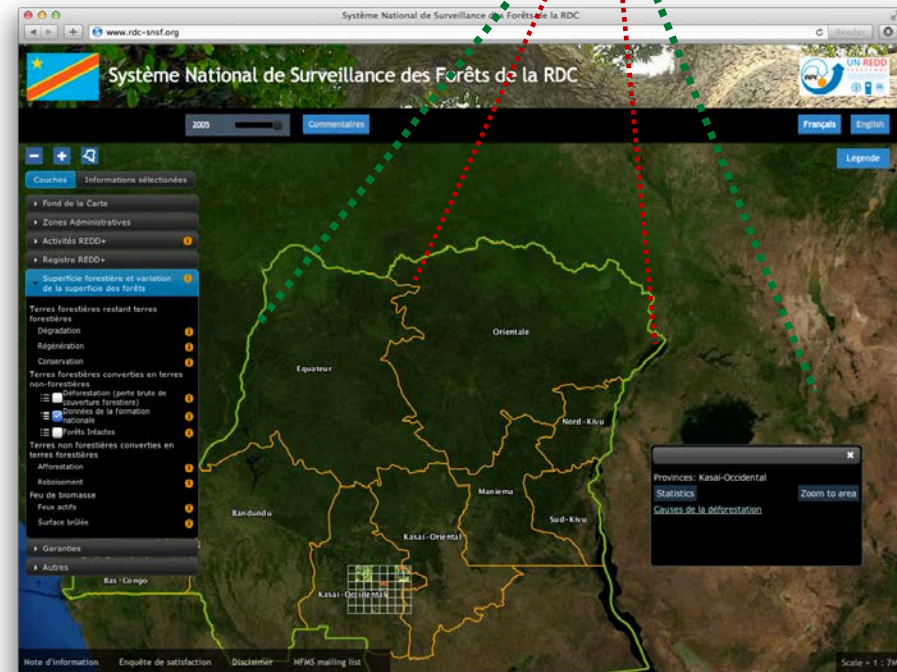 Système National de Surveillance des Forêts de la RDC
www.rdc-snsf.org
Reader
Système National de Surveillance des Forêts de la RDC
UN-REDD
2005
Commentaires
Français
English
Légende
Couches
Informations sélectionées
Fond de la Carte
Zones Administratives
Activités REDD+
Registre REDD+
Superficie forestière et variation
de la superficie des forêts
Terres forestières restant terres
forestières
Dégradation
Régénération
Conservation
Terres forestières converties en terres
non-forestières
Déforestation (perte brute de
couverture forestiere)
Données de la formation
nationale
Forêts Intactes
Terres non forestières converties en
terres forestières
Afforestation
Reboisement
Feu de biomasse
Feux actifs
Surface brûlée
Garanties
Autres
Orientale
Equateur
Nord-Kivu
Maniema
Bandundu
Sud-Kivu
Kasai-Oriental
Bas-Congo
Kasai-Occidental
Provinces: Kasai-Occidental
Statistics
Zoom to area
Causes de la déforestation
Note d'information
Enquête de satisfaction
Disclaimer
NFMS mailing list
Scale = 1 : 7M